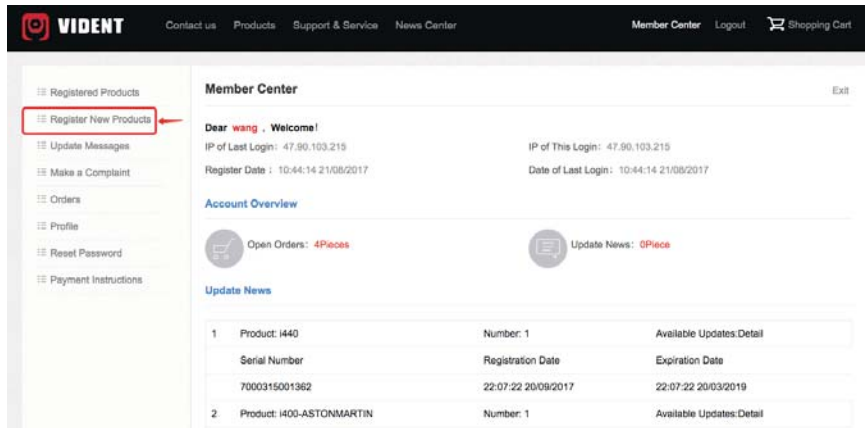 VIDENT Contact us Products Support & Service News Center Member Center Logout Shopping Cart
Registered Products
Register New Products
Update Messages
Make a Complaint
Orders
Profile
Reset Password
Payment Instructions
Member Center Exit
Dear wang , Welcome!
IP of Last Login: 47.90.103.215 IP of This Login: 47.90.103.215
Register Date : 10:44:14 21/08/2017 Date of Last Login: 10:44:14 21/08/2017
Account Overview
Open Orders: 4Pieces Update News: 0Piece
Update News
1 Product: i440 Number: 1 Available Updates:Detail
Serial Number Registration Date Expiration Date
7000315001362 22:07:22 20/09/2017 22:07:22 20/03/2019
2 Product: i400-ASTONMARTIN Number: 1 Available Updates:Detail